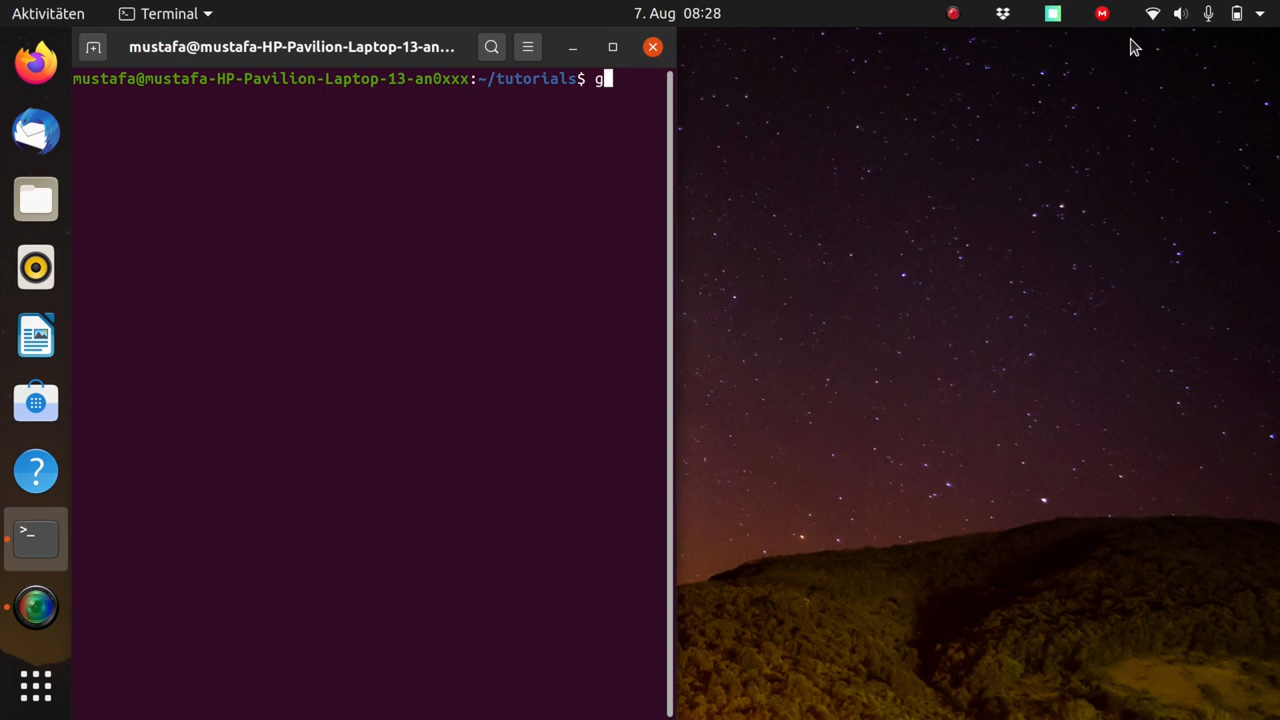 Aktivitäten Terminal 7. Aug 08:28
mustafa@mustafa-HP-Pavilion-Laptop-13-an...
mustafa@mustafa-HP-Pavilion-Laptop-13-an0xxx:~/tutorials$ g